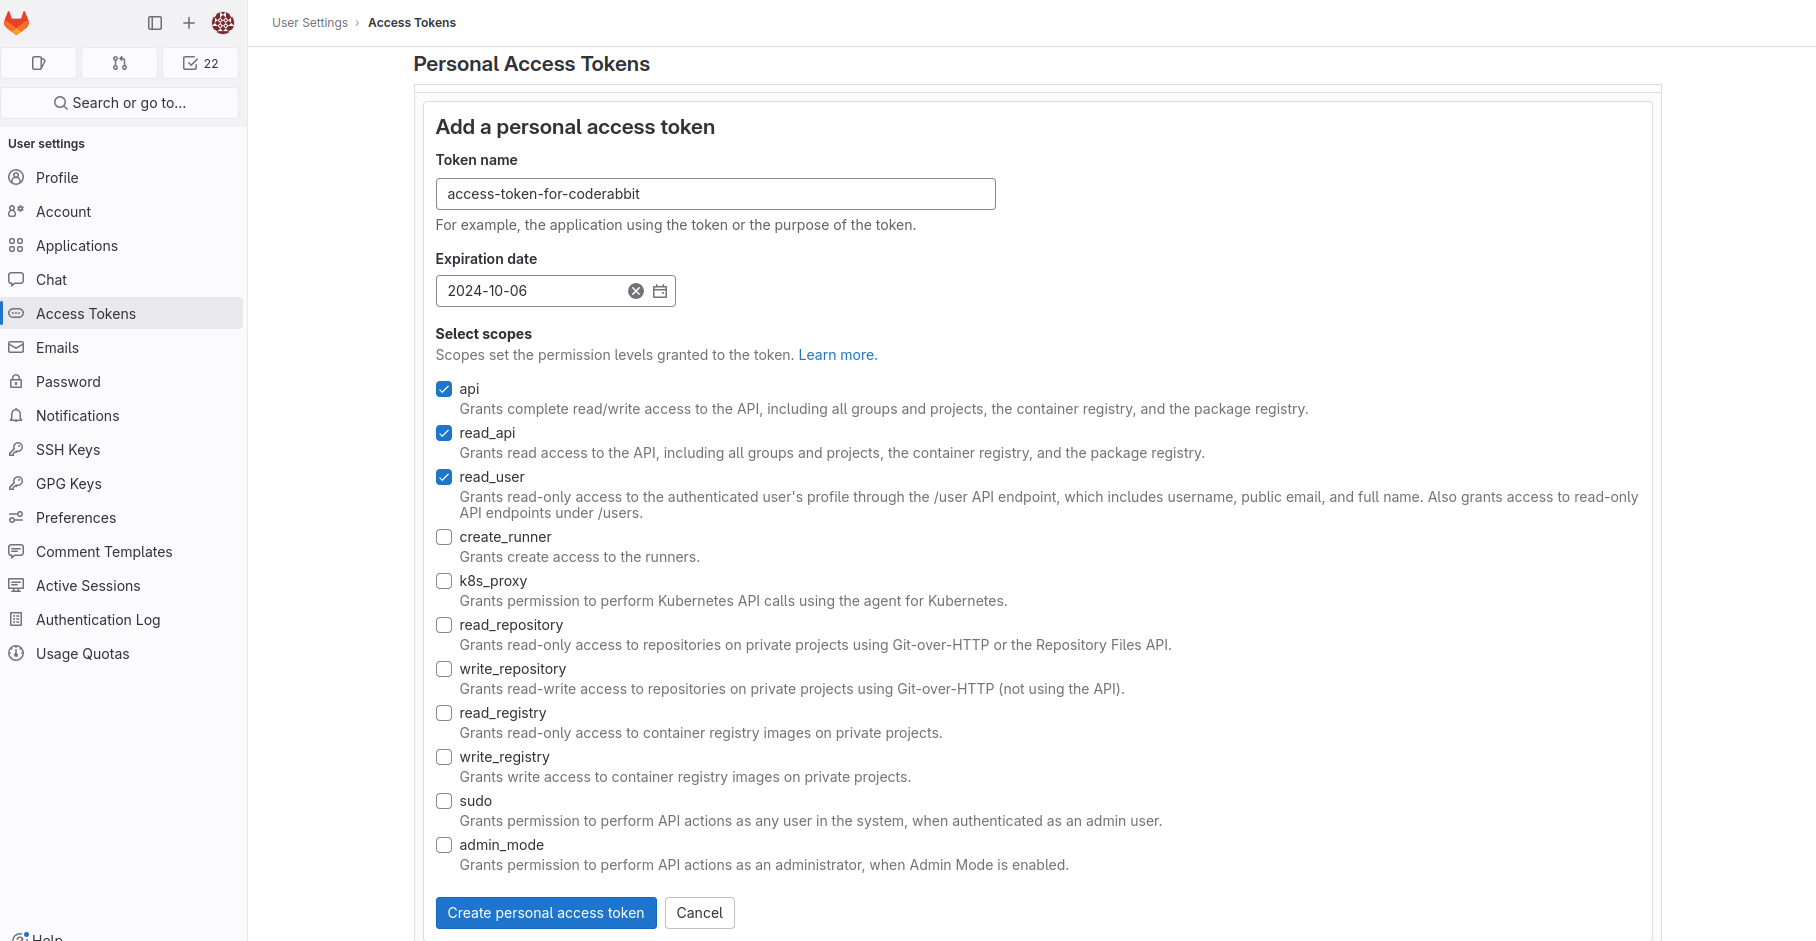 User Settings › Access Tokens
22
Search or go to...
User settings
Profile
Account
Applications
Chat
Access Tokens
Emails
Password
Notifications
SSH Keys
GPG Keys
Preferences
Comment Templates
Active Sessions
Authentication Log
Usage Quotas
Help
Personal Access Tokens
Add a personal access token
Token name
access-token-for-coderabbit
For example, the application using the token or the purpose of the token.
Expiration date
2024-10-06
Select scopes
Scopes set the permission levels granted to the token. Learn more.
api
Grants complete read/write access to the API, including all groups and projects, the container registry, and the package registry.
read_api
Grants read access to the API, including all groups and projects, the container registry, and the package registry.
read_user
Grants read-only access to the authenticated user's profile through the /user API endpoint, which includes username, public email, and full name. Also grants access to read-only
API endpoints under /users.
create_runner
Grants create access to the runners.
k8s_proxy
Grants permission to perform Kubernetes API calls using the agent for Kubernetes.
read_repository
Grants read-only access to repositories on private projects using Git-over-HTTP or the Repository Files API.
write_repository
Grants read-write access to repositories on private projects using Git-over-HTTP (not using the API).
read_registry
Grants read-only access to container registry images on private projects.
write_registry
Grants write access to container registry images on private projects.
sudo
Grants permission to perform API actions as any user in the system, when authenticated as an admin user.
admin_mode
Grants permission to perform API actions as an administrator, when Admin Mode is enabled.
Create personal access token
Cancel